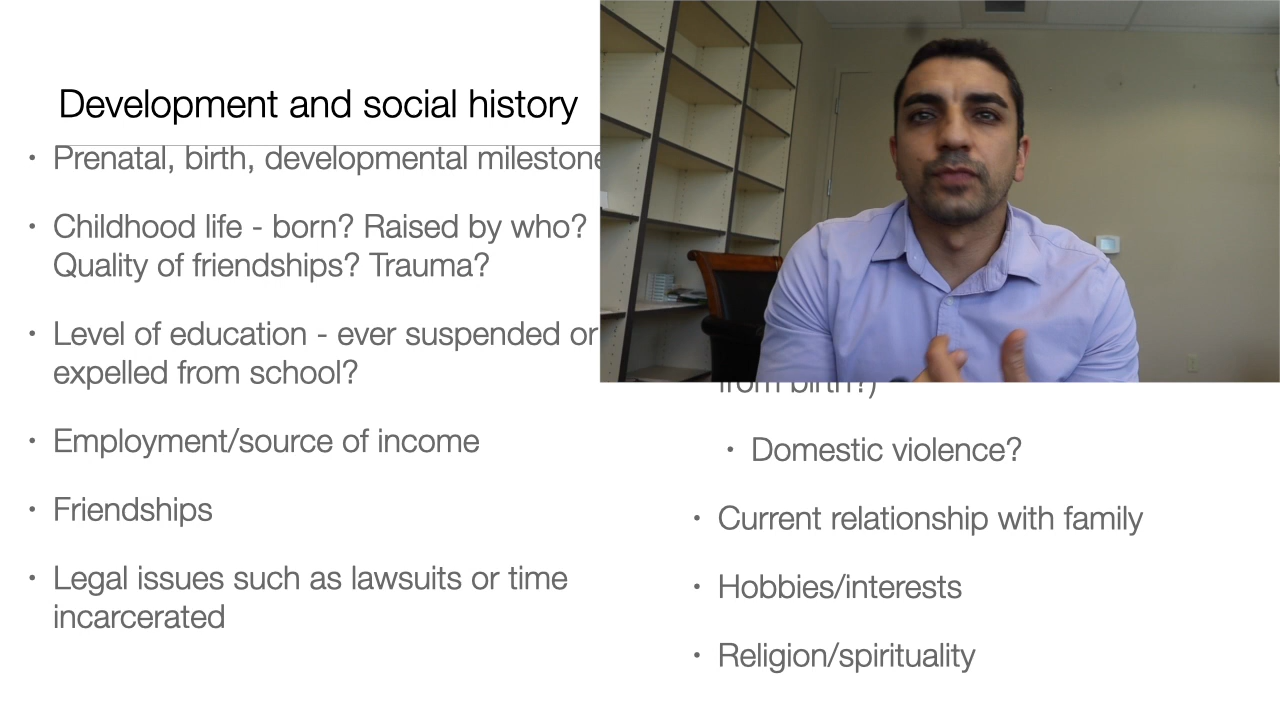 Development and social history
• Prenatal, birth, developmental milestone
• Childhood life - born? Raised by who?
Quality of friendships? Trauma?
• Level of education - ever suspended or
expelled from school?
• Employment/source of income
• Friendships
• Legal issues such as lawsuits or time
incarcerated
from birth?)
• Domestic violence?
• Current relationship with family
• Hobbies/interests
• Religion/spirituality